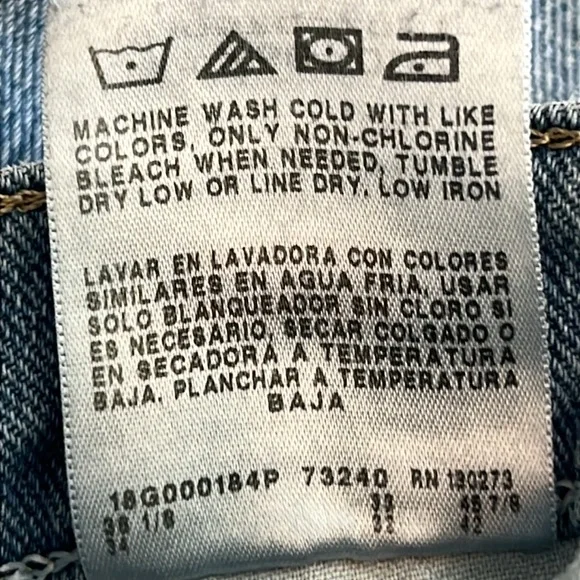 MACHINE WASH COLD WITH LIKE
COLORS, ONLY NON-CHLORINE
BLEACH WHEN NEEDED, TUMBLE
DRY LOW OR LINE DRY, LOW IRON
LAVAR EN LAVADORA CON COLORES
SIMILARES EN AGUA FRIA, USAR
SOLO BLANQUEADOR SIN CLORO SI
ES NECESARIO, SECAR COLGADO O
EN SECADORA A TEMPERATURA
BAJA. PLANCHAR A TEMPERATURA
BAJA
73240 RN 130273